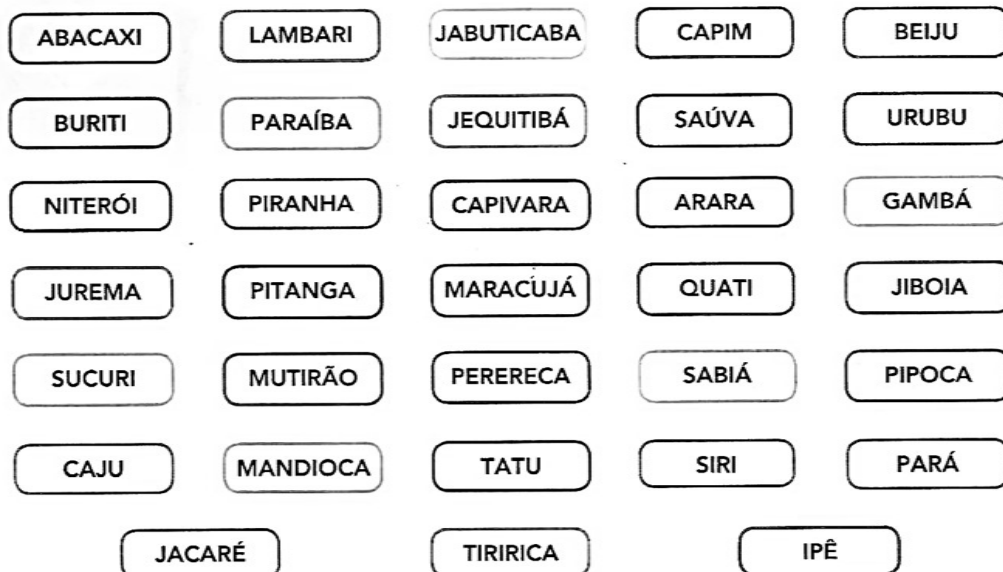 ABACAXI LAMBARI JABUTICABA CAPIM BEIJU
BURITI PARAÍBA JEQUITIBÁ SAÚVA URUBU
NITERÓI PIRANHA CAPIVARA ARARA GAMBÁ
JUREMA PITANGA MARACUJÁ QUATI JIBOIA
SUCURI MUTIRÃO PERERECA SABIÁ PIPOCA
CAJU MANDIOCA TATU SIRI PARÁ
JACARÉ TIRIRICA IPÊ